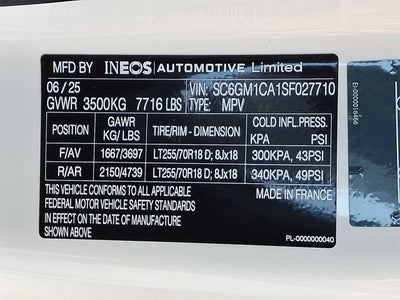 MFD BY INEOS AUTOMOTIVE Limited
06 / 25 VIN: SC6GM1CA1SF027710
GVWR 3500KG 7716 LBS TYPE: MPV
POSITION GAWR KG/ LBS TIRE/RIM - DIMENSION COLD INFL. PRESS. KPA PSI
F/AV 1667/3697 LT255/70R18 D; 8Jx18 300KPA, 43PSI
R/AR 2150/4739 LT255/70R18 D; 8Jx18 340KPA, 49PSI
THIS VEHICLE CONFORMS TO ALL APPLICABLE MADE IN FRANCE
FEDERAL MOTOR VEHICLE SAFETY STANDARDS
IN EFFECT ON THE DATE OF MANUFACTURE
SHOWN ABOVE
PL-0000000040
EI-0000016466